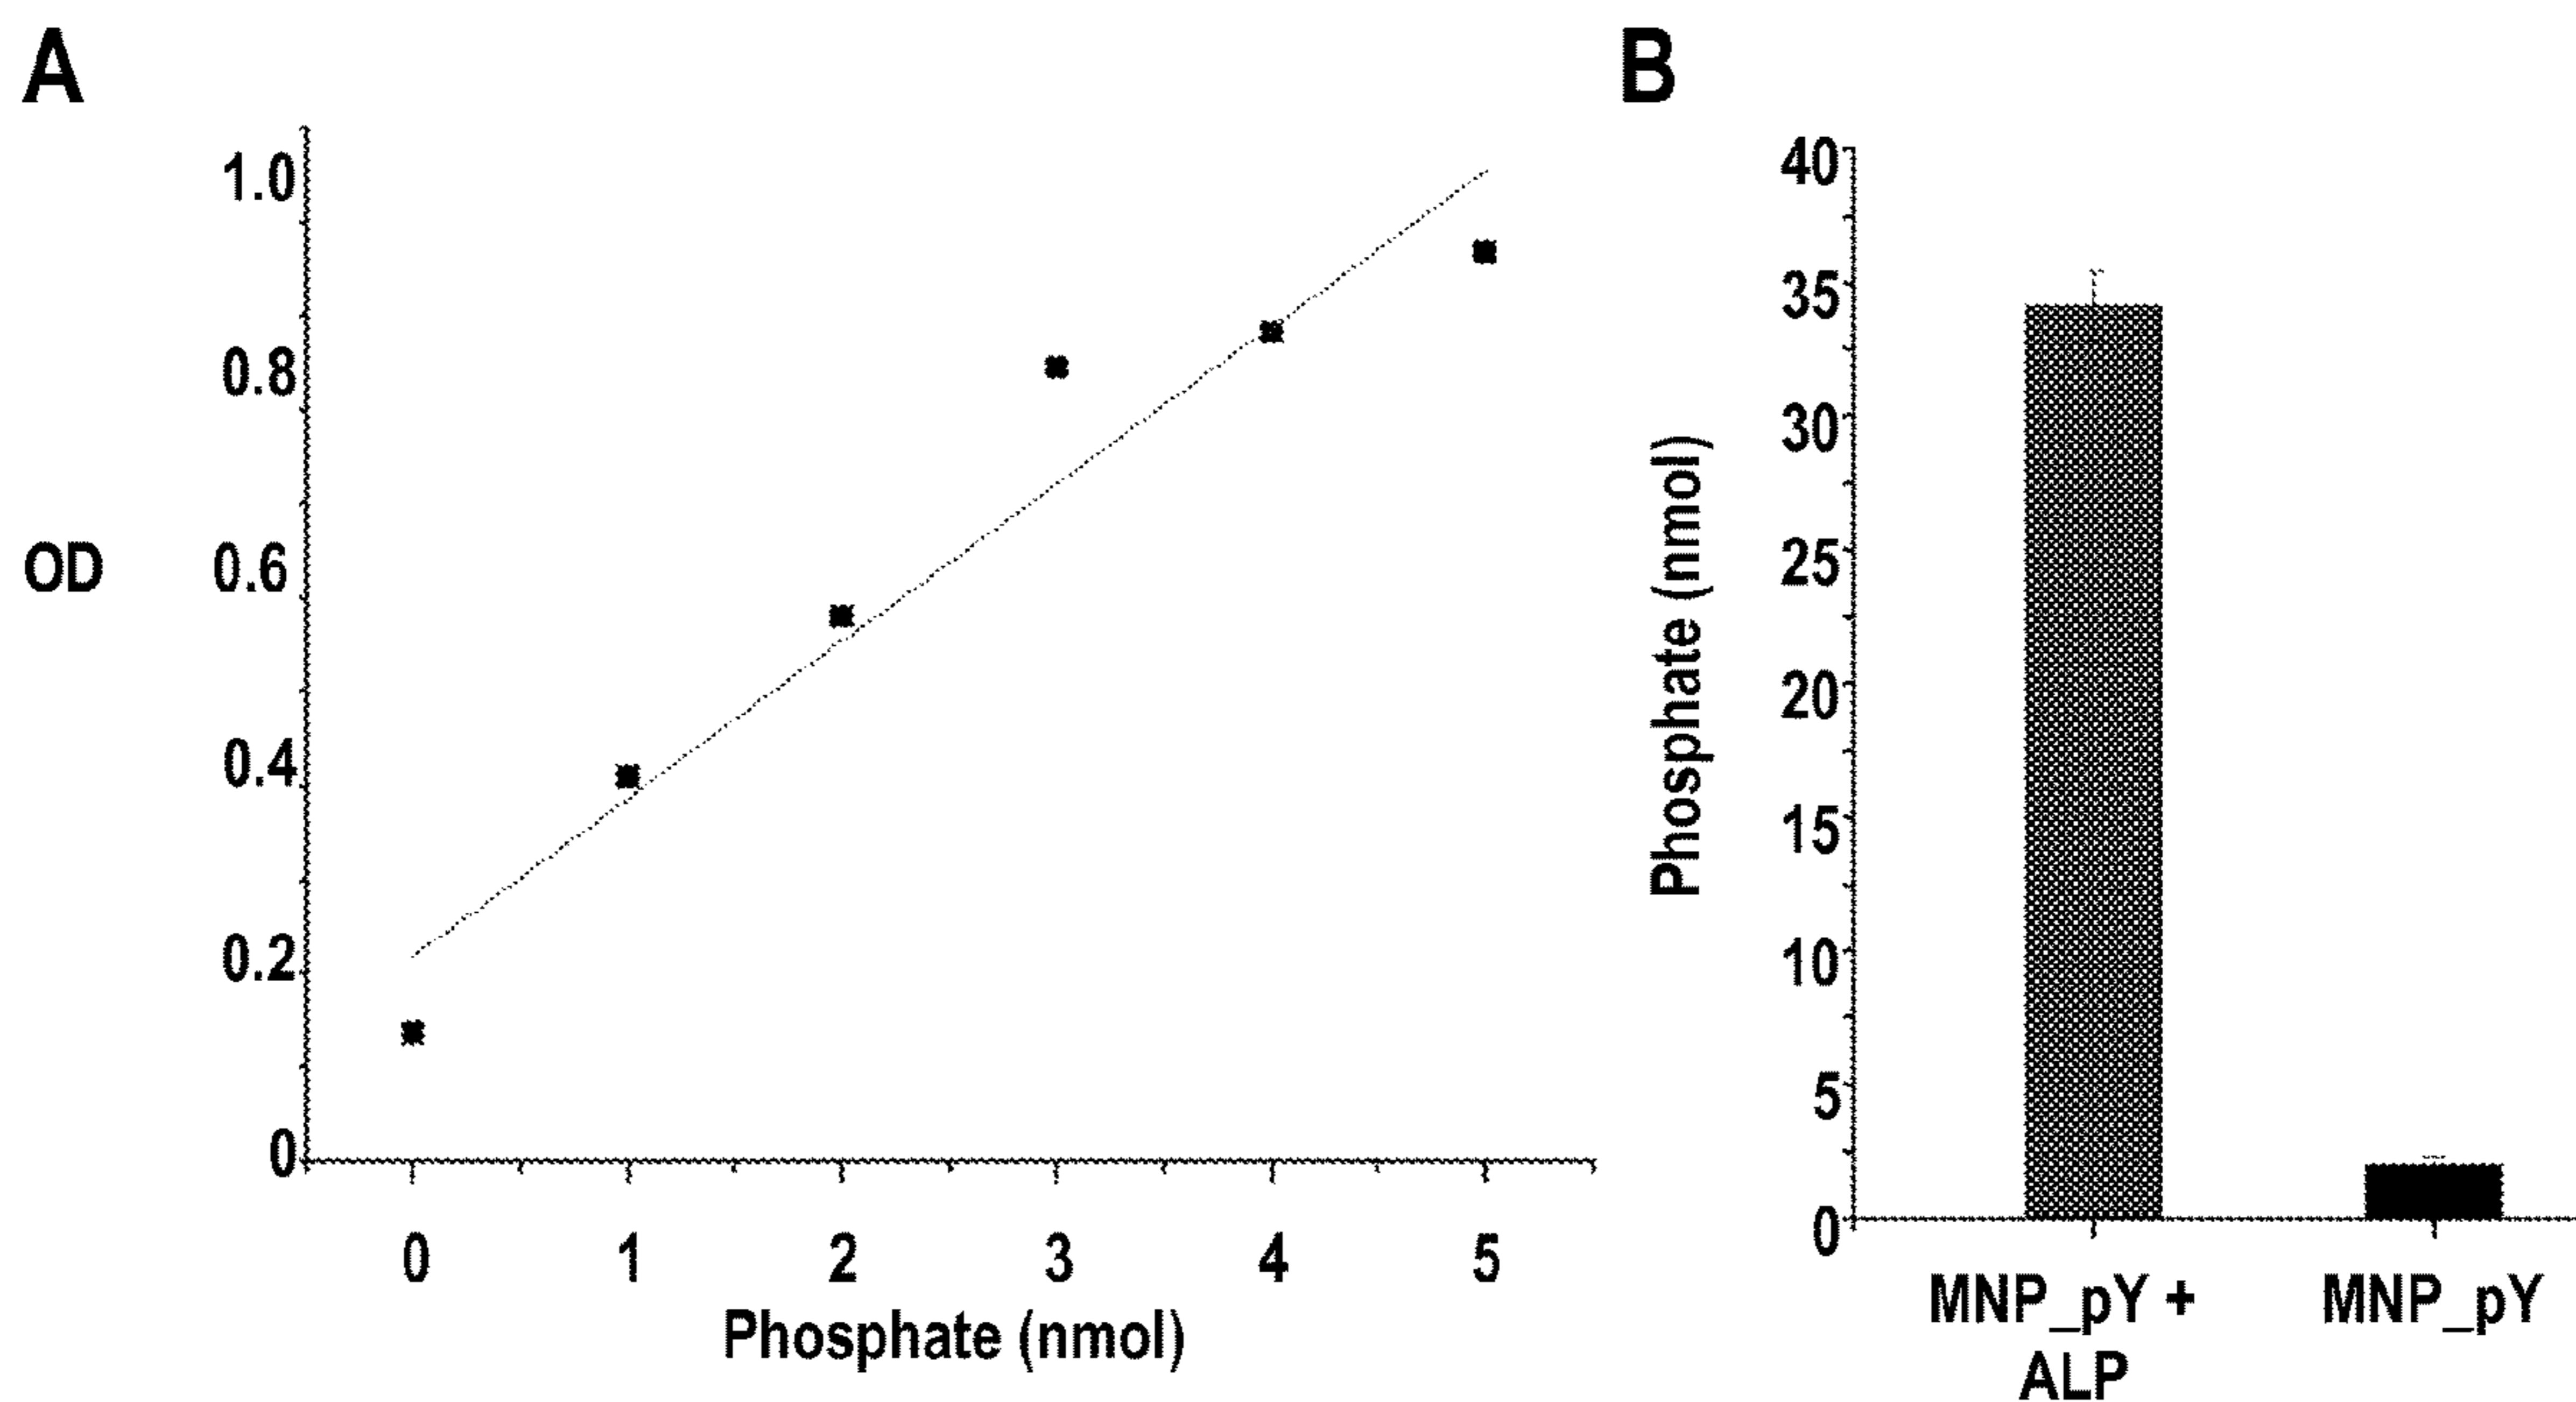 A
1.0
0.8
0.6
0.4
0.2
0
OD
0 1 2 3 4 5
Phosphate (nmol)
B
40
35
30
25
20
15
10
5
0
Phosphate (nmol)
MNP_pY + MNP_pY
ALP